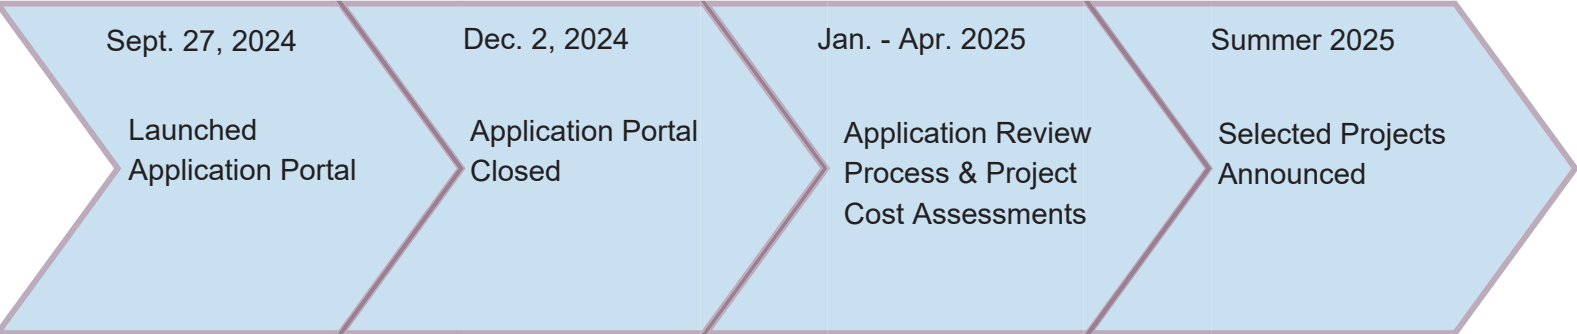 Sept. 27, 2024
Launched
Application Portal
Dec. 2, 2024
Application Portal
Closed
Jan. - Apr. 2025
Application Review
Process & Project
Cost Assessments
Summer 2025
Selected Projects
Announced